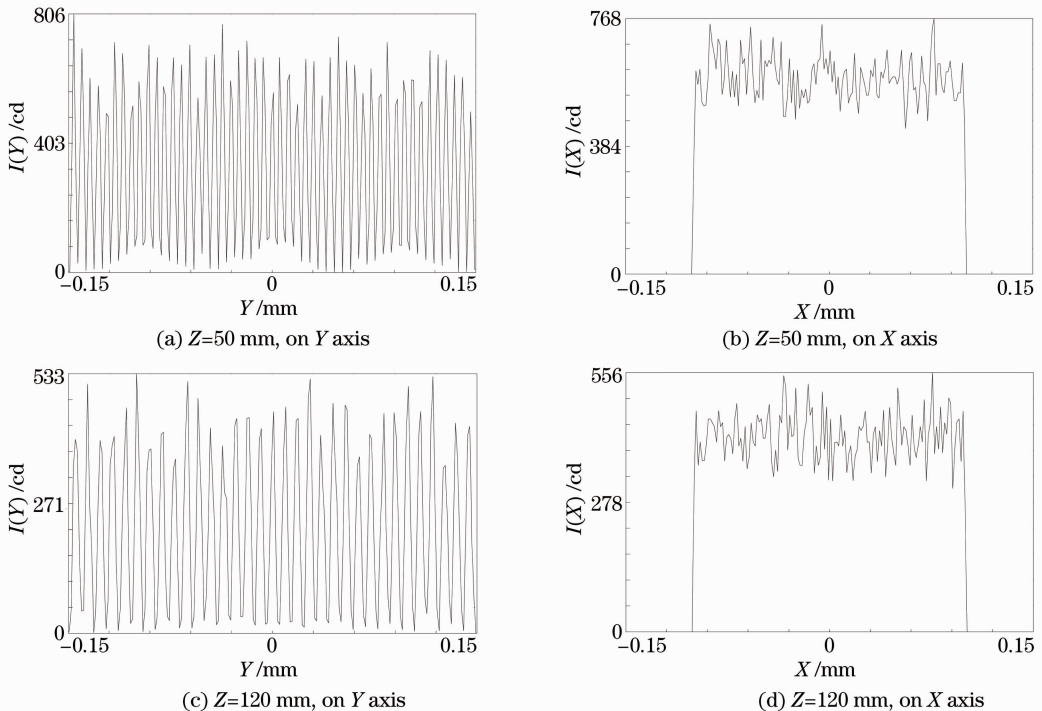 806
403
0
I(Y) /cd
−0.15 0 0.15
Y /mm
(a) Z=50 mm, on Y axis
768
384
0
I(X) /cd
−0.15 0 0.15
X /mm
(b) Z=50 mm, on X axis
533
271
0
I(Y) /cd
−0.15 0 0.15
Y /mm
(c) Z=120 mm, on Y axis
556
278
0
I(X) /cd
−0.15 0 0.15
X /mm
(d) Z=120 mm, on X axis